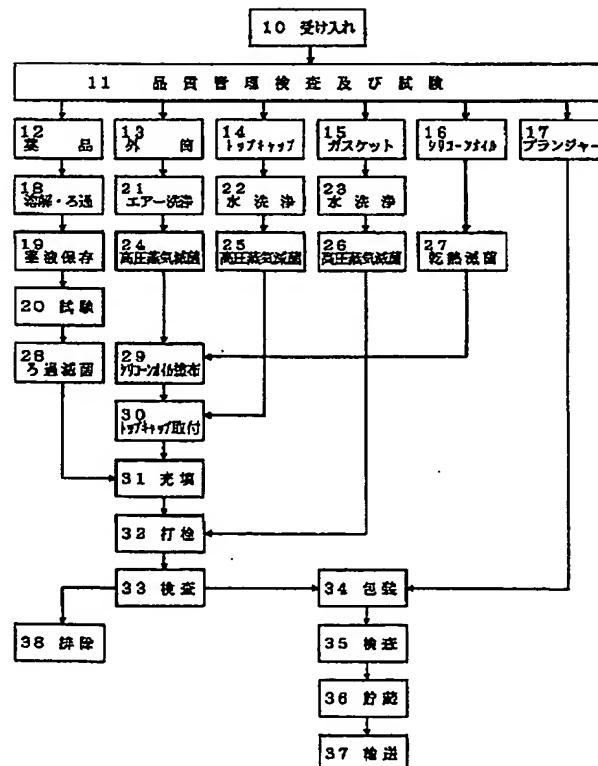 10 受け入れ
11 品質管理検査及び試験
12
薬品
13
外筒
14
トップキャップ
15
ガスケット
16
シリコーンオイル
17
プランジャー
18
溶解・ろ過
21
エアー洗浄
22
水洗浄
23
水洗浄
19
薬液保存
24
高圧蒸気滅菌
25
高圧蒸気滅菌
26
高圧蒸気滅菌
27
乾熱滅菌
20 試験
28
ろ過滅菌
29
シリコーンオイル塗布
30
トップキャップ取付
31 充填
32 打栓
33 検査
34 包装
38 排除
35 検査
36 貯蔵
37 輸送